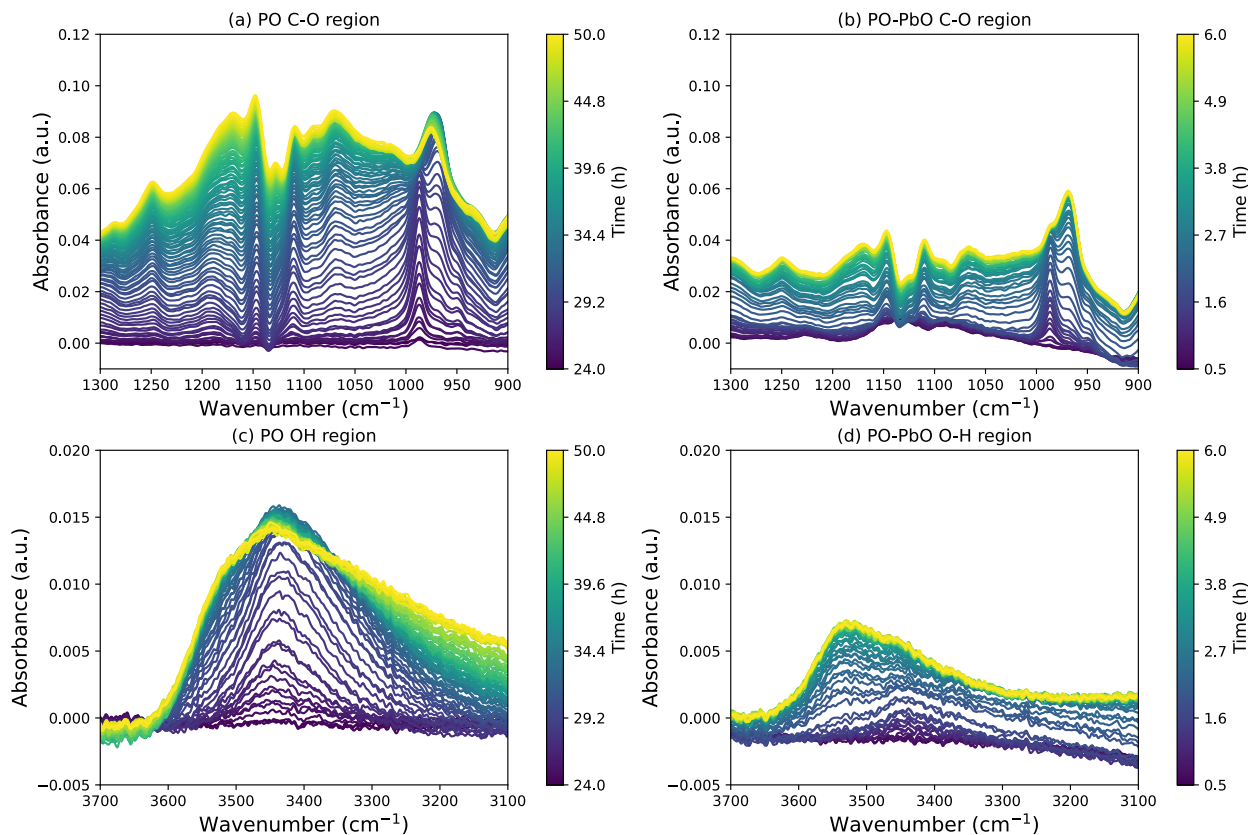 (a) PO C-O region
(b) PO-PbO C-O region
0.12
0.10
0.08
0.06
0.04
0.02
0.00
Absorbance (a.u.)
1300 1250 1200 1150 1100 1050 1000 950 900
Wavenumber (cm⁻¹)
50.0
44.8
39.6
34.4
29.2
24.0
Time (h)
0.12
0.10
0.08
0.06
0.04
0.02
0.00
Absorbance (a.u.)
1300 1250 1200 1150 1100 1050 1000 950 900
Wavenumber (cm⁻¹)
6.0
4.9
3.8
2.7
1.6
0.5
Time (h)
(c) PO OH region
(d) PO-PbO O-H region
0.020
0.015
0.010
0.005
0.000
−0.005
Absorbance (a.u.)
3700 3600 3500 3400 3300 3200 3100
Wavenumber (cm⁻¹)
50.0
44.8
39.6
34.4
29.2
24.0
Time (h)
0.020
0.015
0.010
0.005
0.000
−0.005
Absorbance (a.u.)
3700 3600 3500 3400 3300 3200 3100
Wavenumber (cm⁻¹)
6.0
4.9
3.8
2.7
1.6
0.5
Time (h)